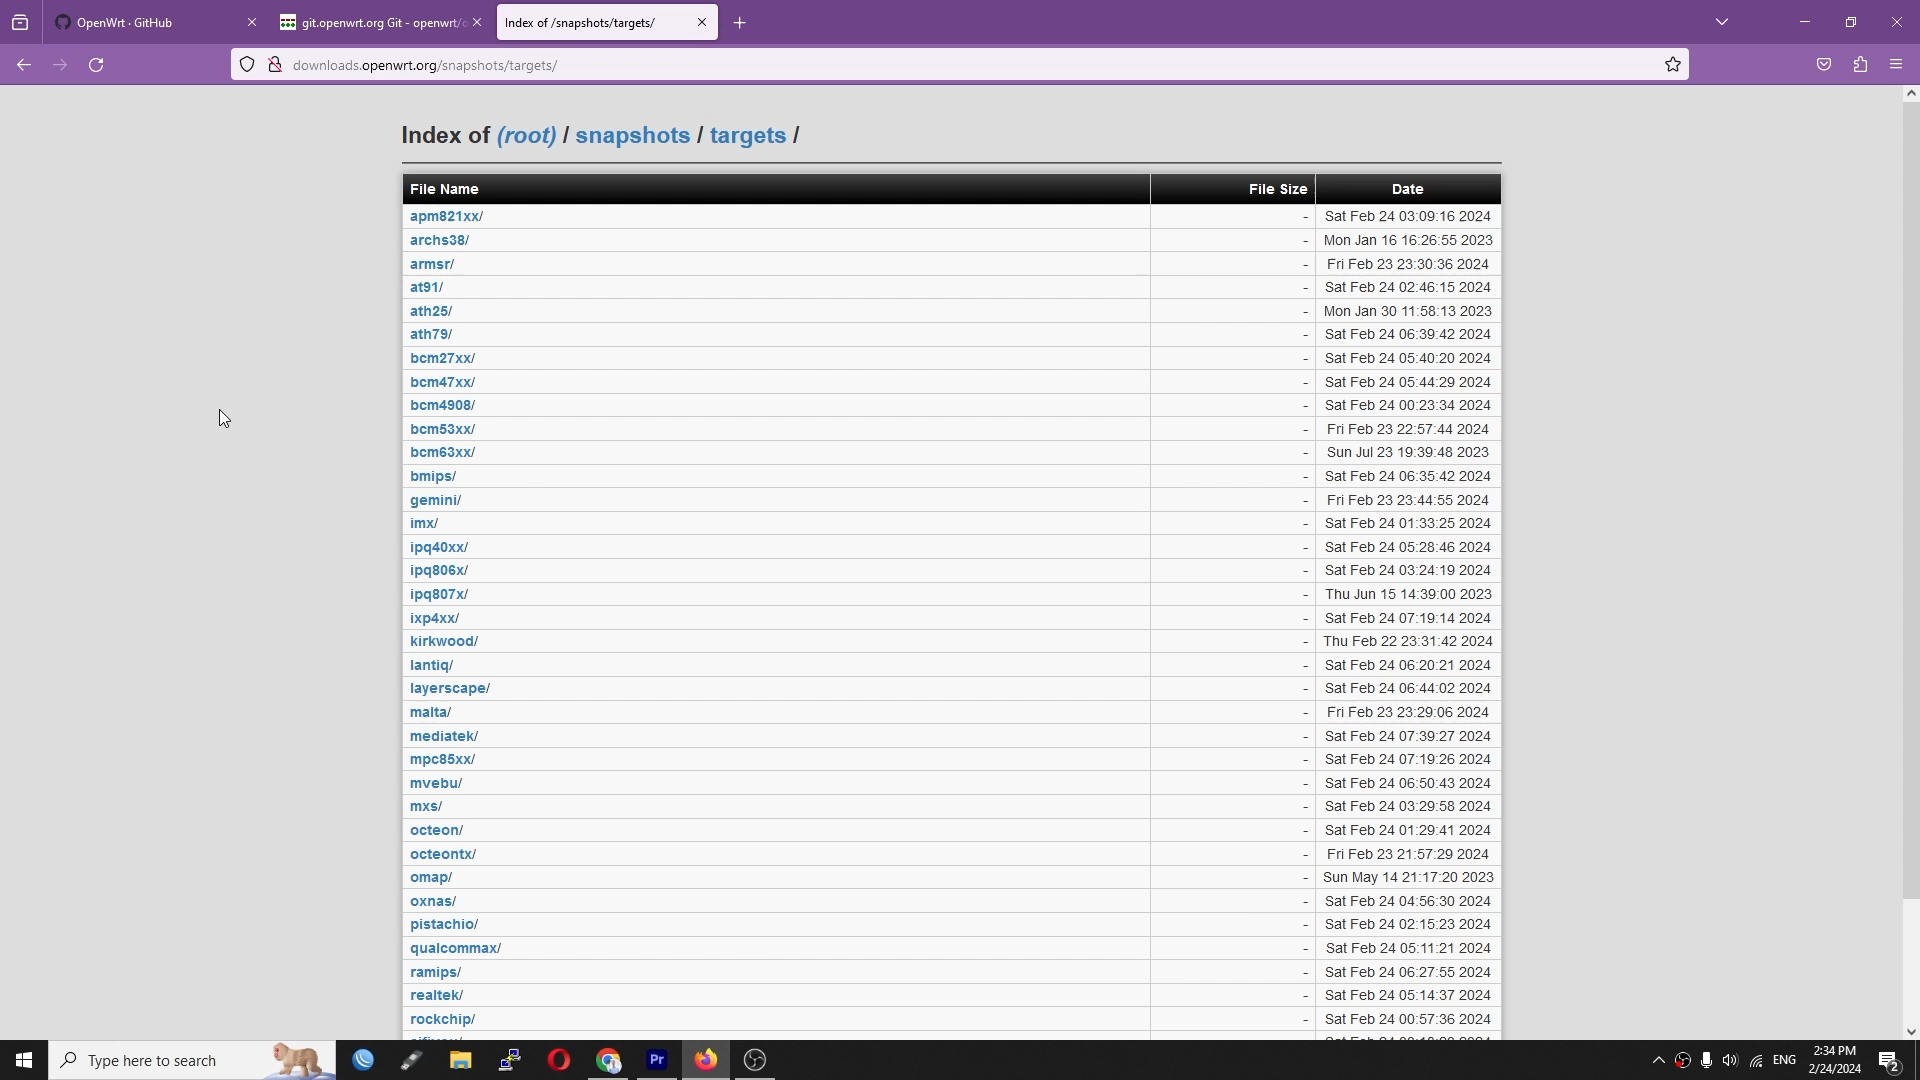 OpenWrt · GitHub
git.openwrt.org Git - openwrt/o
Index of /snapshots/targets/
downloads.openwrt.org/snapshots/targets/
Index of (root) / snapshots / targets /
File Name File Size Date
apm821xx/ - Sat Feb 24 03:09:16 2024
archs38/ - Mon Jan 16 16:26:55 2023
armsr/ - Fri Feb 23 23:30:36 2024
at91/ - Sat Feb 24 02:46:15 2024
ath25/ - Mon Jan 30 11:58:13 2023
ath79/ - Sat Feb 24 06:39:42 2024
bcm27xx/ - Sat Feb 24 05:40:20 2024
bcm47xx/ - Sat Feb 24 05:44:29 2024
bcm4908/ - Sat Feb 24 00:23:34 2024
bcm53xx/ - Fri Feb 23 22:57:44 2024
bcm63xx/ - Sun Jul 23 19:39:48 2023
bmips/ - Sat Feb 24 06:35:42 2024
gemini/ - Fri Feb 23 23:44:55 2024
imx/ - Sat Feb 24 01:33:25 2024
ipq40xx/ - Sat Feb 24 05:28:46 2024
ipq806x/ - Sat Feb 24 03:24:19 2024
ipq807x/ - Thu Jun 15 14:39:00 2023
ixp4xx/ - Sat Feb 24 07:19:14 2024
kirkwood/ - Thu Feb 22 23:31:42 2024
lantiq/ - Sat Feb 24 06:20:21 2024
layerscape/ - Sat Feb 24 06:44:02 2024
malta/ - Fri Feb 23 23:29:06 2024
mediatek/ - Sat Feb 24 07:39:27 2024
mpc85xx/ - Sat Feb 24 07:19:26 2024
mvebu/ - Sat Feb 24 06:50:43 2024
mxs/ - Sat Feb 24 03:29:58 2024
octeon/ - Sat Feb 24 01:29:41 2024
octeontx/ - Fri Feb 23 21:57:29 2024
omap/ - Sun May 14 21:17:20 2023
oxnas/ - Sat Feb 24 04:56:30 2024
pistachio/ - Sat Feb 24 02:15:23 2024
qualcommax/ - Sat Feb 24 05:11:21 2024
ramips/ - Sat Feb 24 06:27:55 2024
realtek/ - Sat Feb 24 05:14:37 2024
rockchip/ - Sat Feb 24 00:57:36 2024
Type here to search
Pr
ENG
2:34 PM
2/24/2024
2